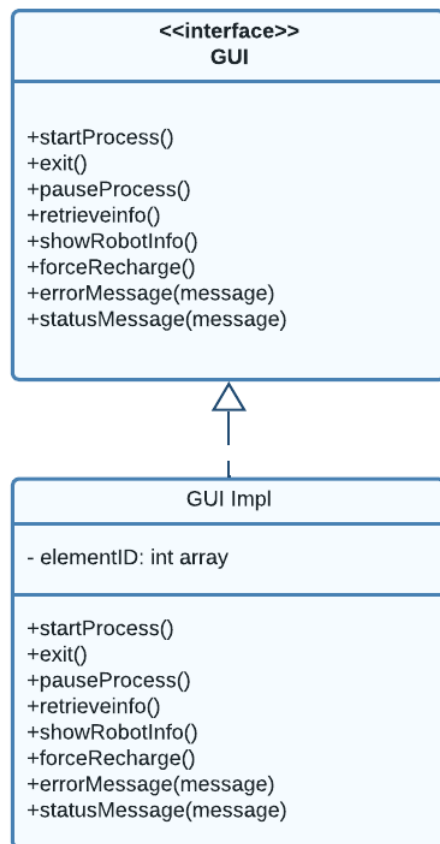 <<interface>>
GUI
+startProcess()
+exit()
+pauseProcess()
+retrieveinfo()
+showRobotInfo()
+forceRecharge()
+errorMessage(message)
+statusMessage(message)
GUI Impl
- elementID: int array
+startProcess()
+exit()
+pauseProcess()
+retrieveinfo()
+showRobotInfo()
+forceRecharge()
+errorMessage(message)
+statusMessage(message)